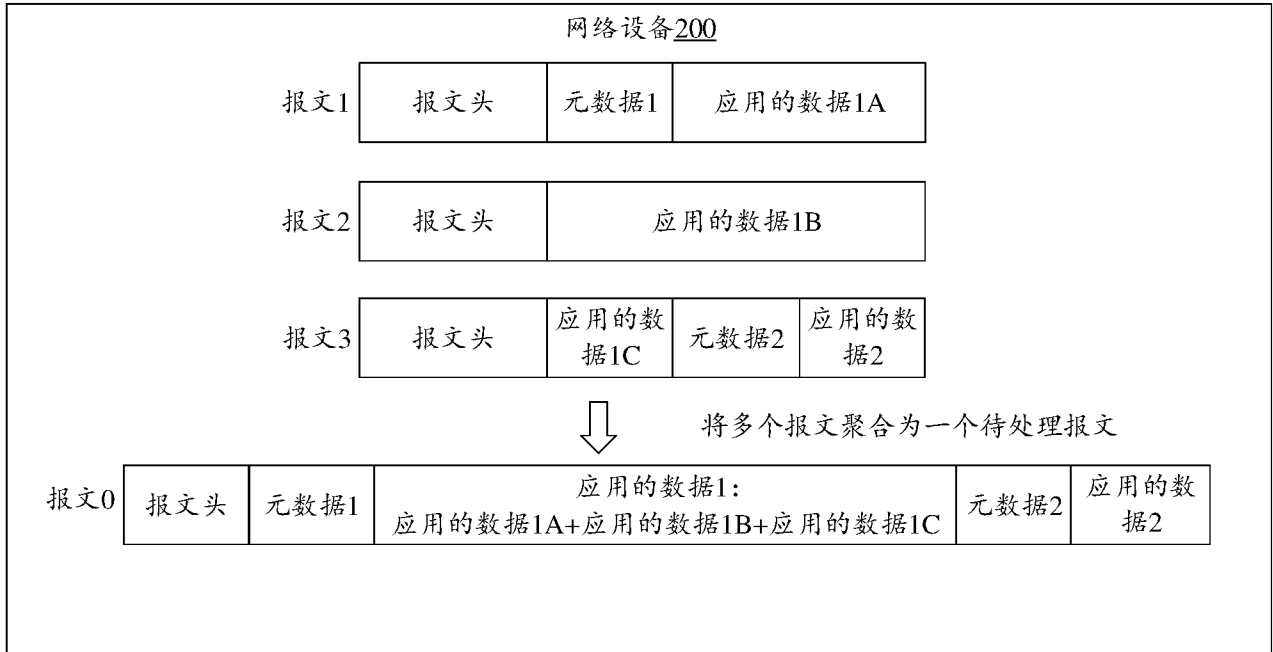 网络设备200
报文1 报文头 元数据1 应用的数据1A
报文2 报文头 应用的数据1B
报文3 报文头 应用的数
据1C 元数据2 应用的数
据2
将多个报文聚合为一个待处理报文
报文0 报文头 元数据1 应用的数据1:
应用的数据1A+应用的数据1B+应用的数据1C 元数据2 应用的数
据2